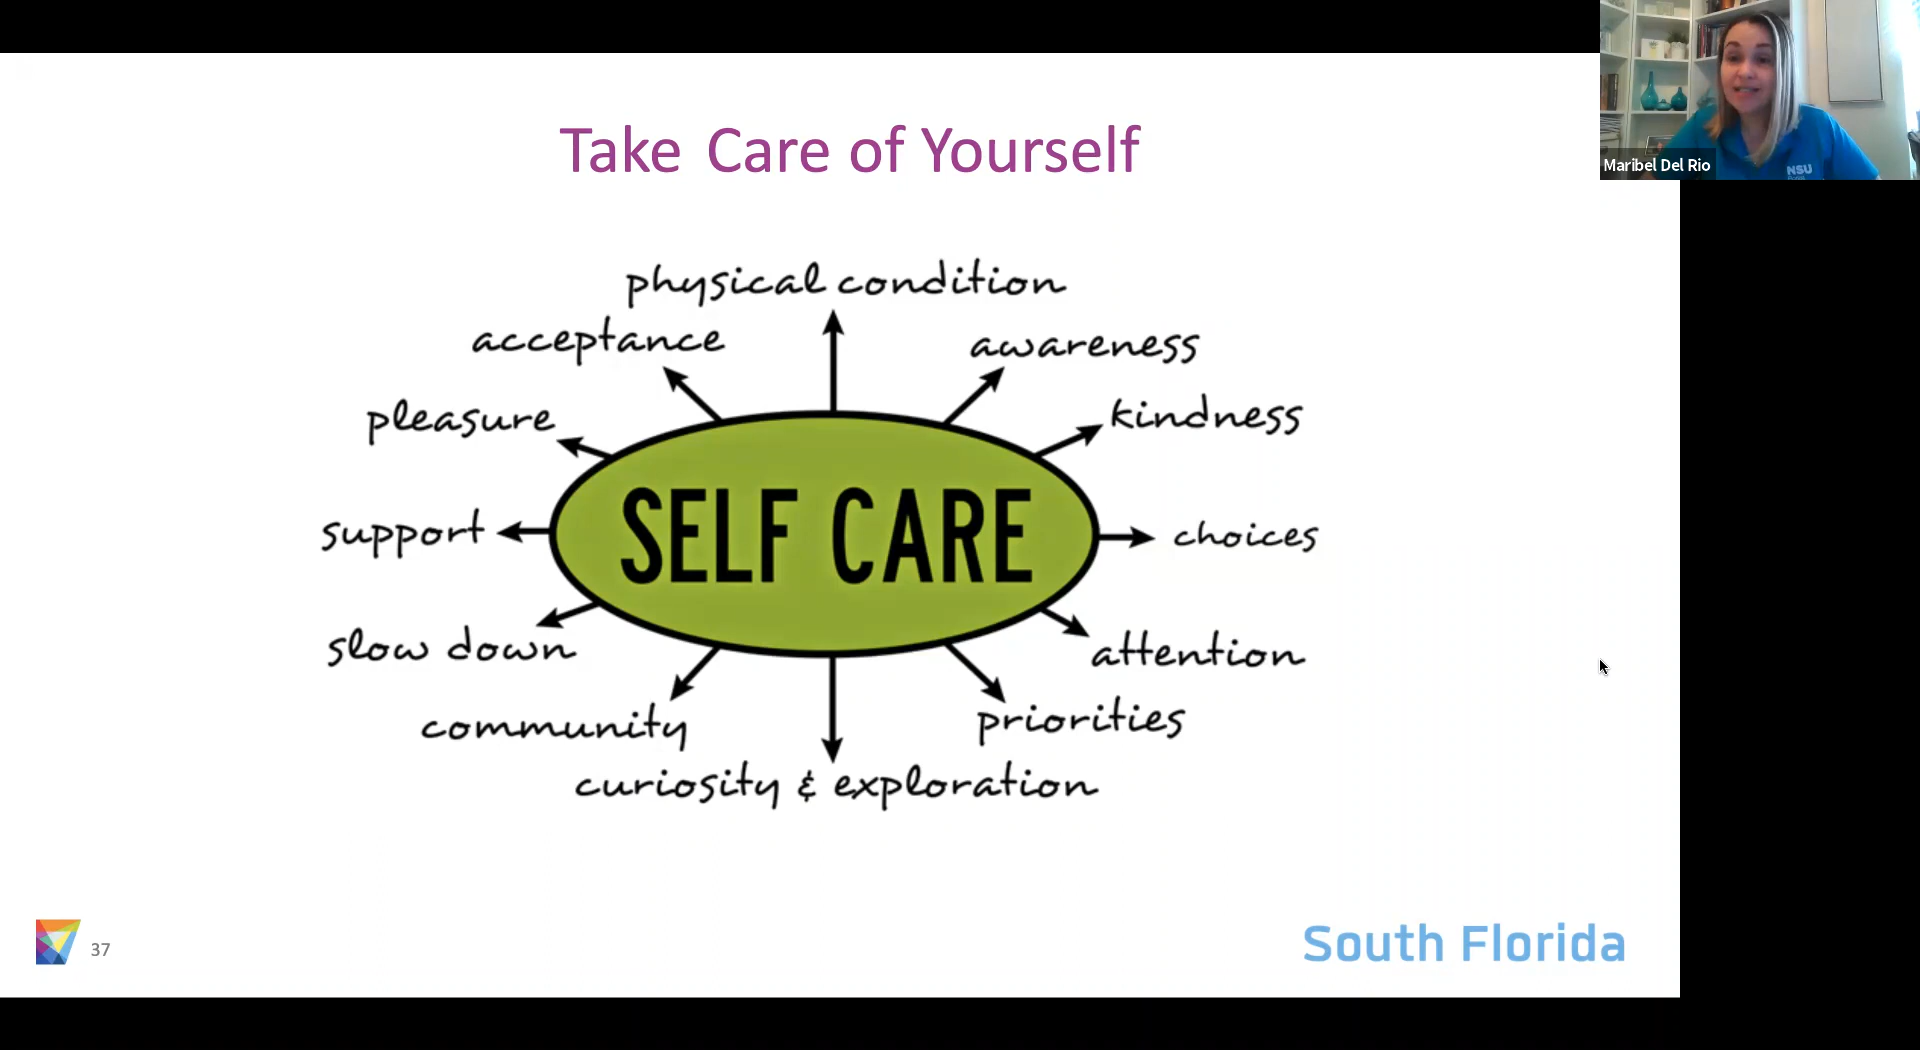 Take Care of Yourself
Maribel Del Rio
NSU
physical condition
acceptance
awareness
pleasure
kindness
SELF CARE
support
choices
slow down
attention
community
priorities
curiosity & exploration
37
South Florida